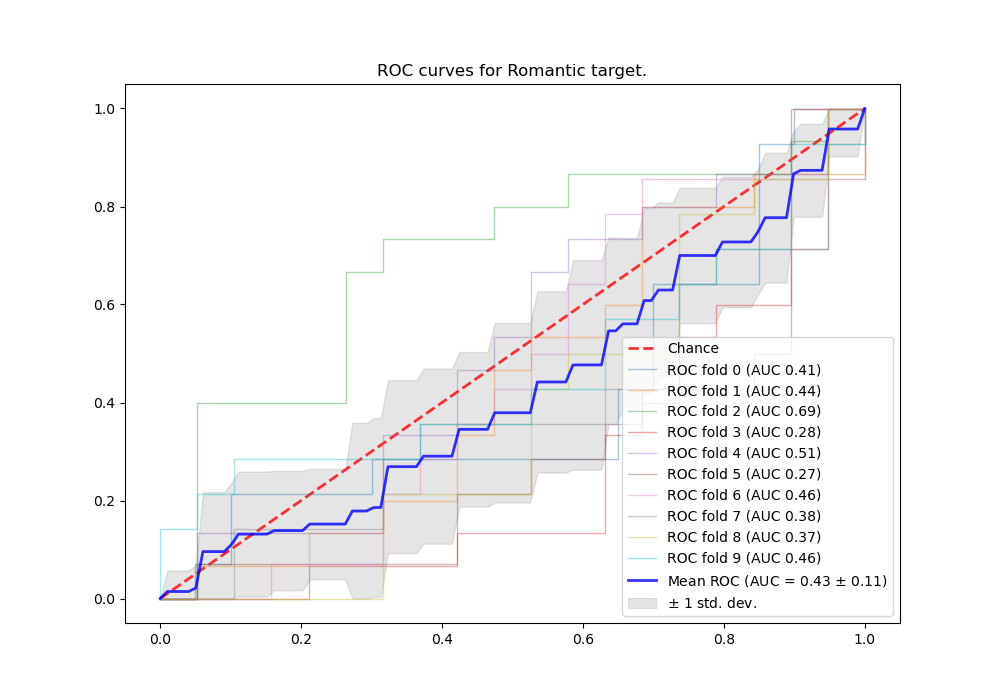 ROC curves for Romantic target.
1.0
0.8
0.6
0.4
0.2
0.0
0.0 0.2 0.4 0.6 0.8 1.0
Chance
ROC fold 0 (AUC 0.41)
ROC fold 1 (AUC 0.44)
ROC fold 2 (AUC 0.69)
ROC fold 3 (AUC 0.28)
ROC fold 4 (AUC 0.51)
ROC fold 5 (AUC 0.27)
ROC fold 6 (AUC 0.46)
ROC fold 7 (AUC 0.38)
ROC fold 8 (AUC 0.37)
ROC fold 9 (AUC 0.46)
Mean ROC (AUC = 0.43 ± 0.11)
± 1 std. dev.